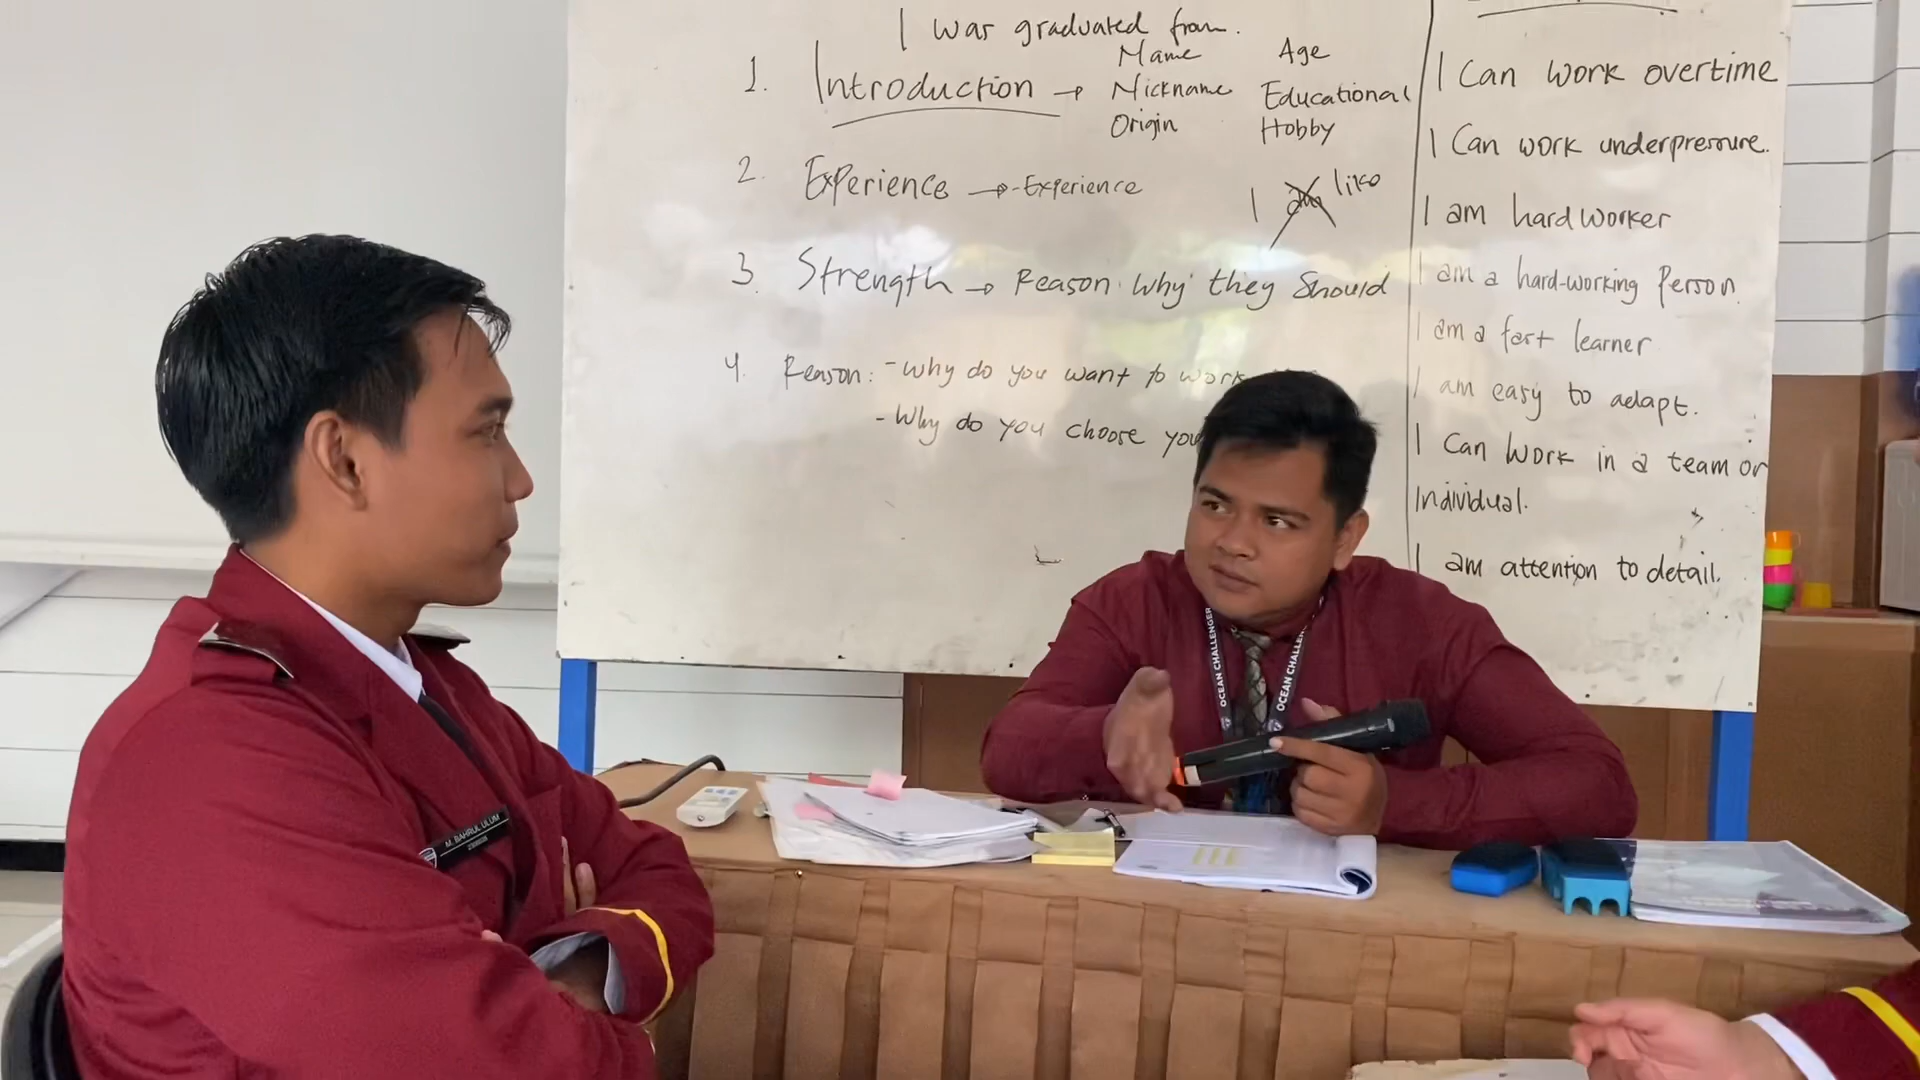 I was graduated from.
1. Introduction → Name Age
Nickname Educational
Origin Hobby
2. Experience → - Experience
I like
3. Strength → Reason why they should
4. Reason: - why do you want to work
- Why do you choose you
I can work overtime
I can work underpressure.
I am hard worker
I am a hard-working person.
I am a fast learner
I am easy to adapt.
I can work in a team or
individual.
I am attention to detail.
OCEAN CHALLENGER
OCEAN CHALLEN
M. BAHRUL ULUM